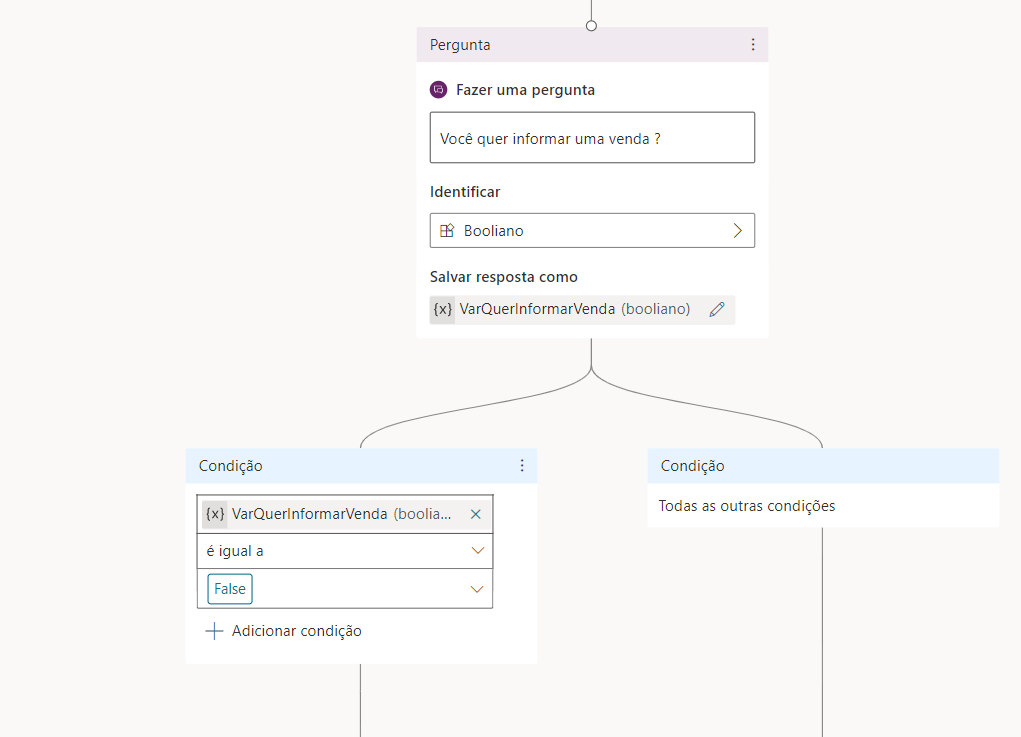 Pergunta
Fazer uma pergunta
Você quer informar uma venda ?
Identificar
Booliano
Salvar resposta como
{x} VarQuerInformarVenda (booliano)
Condição
{x} VarQuerInformarVenda (boolia...
é igual a
False
Adicionar condição
Condição
Todas as outras condições